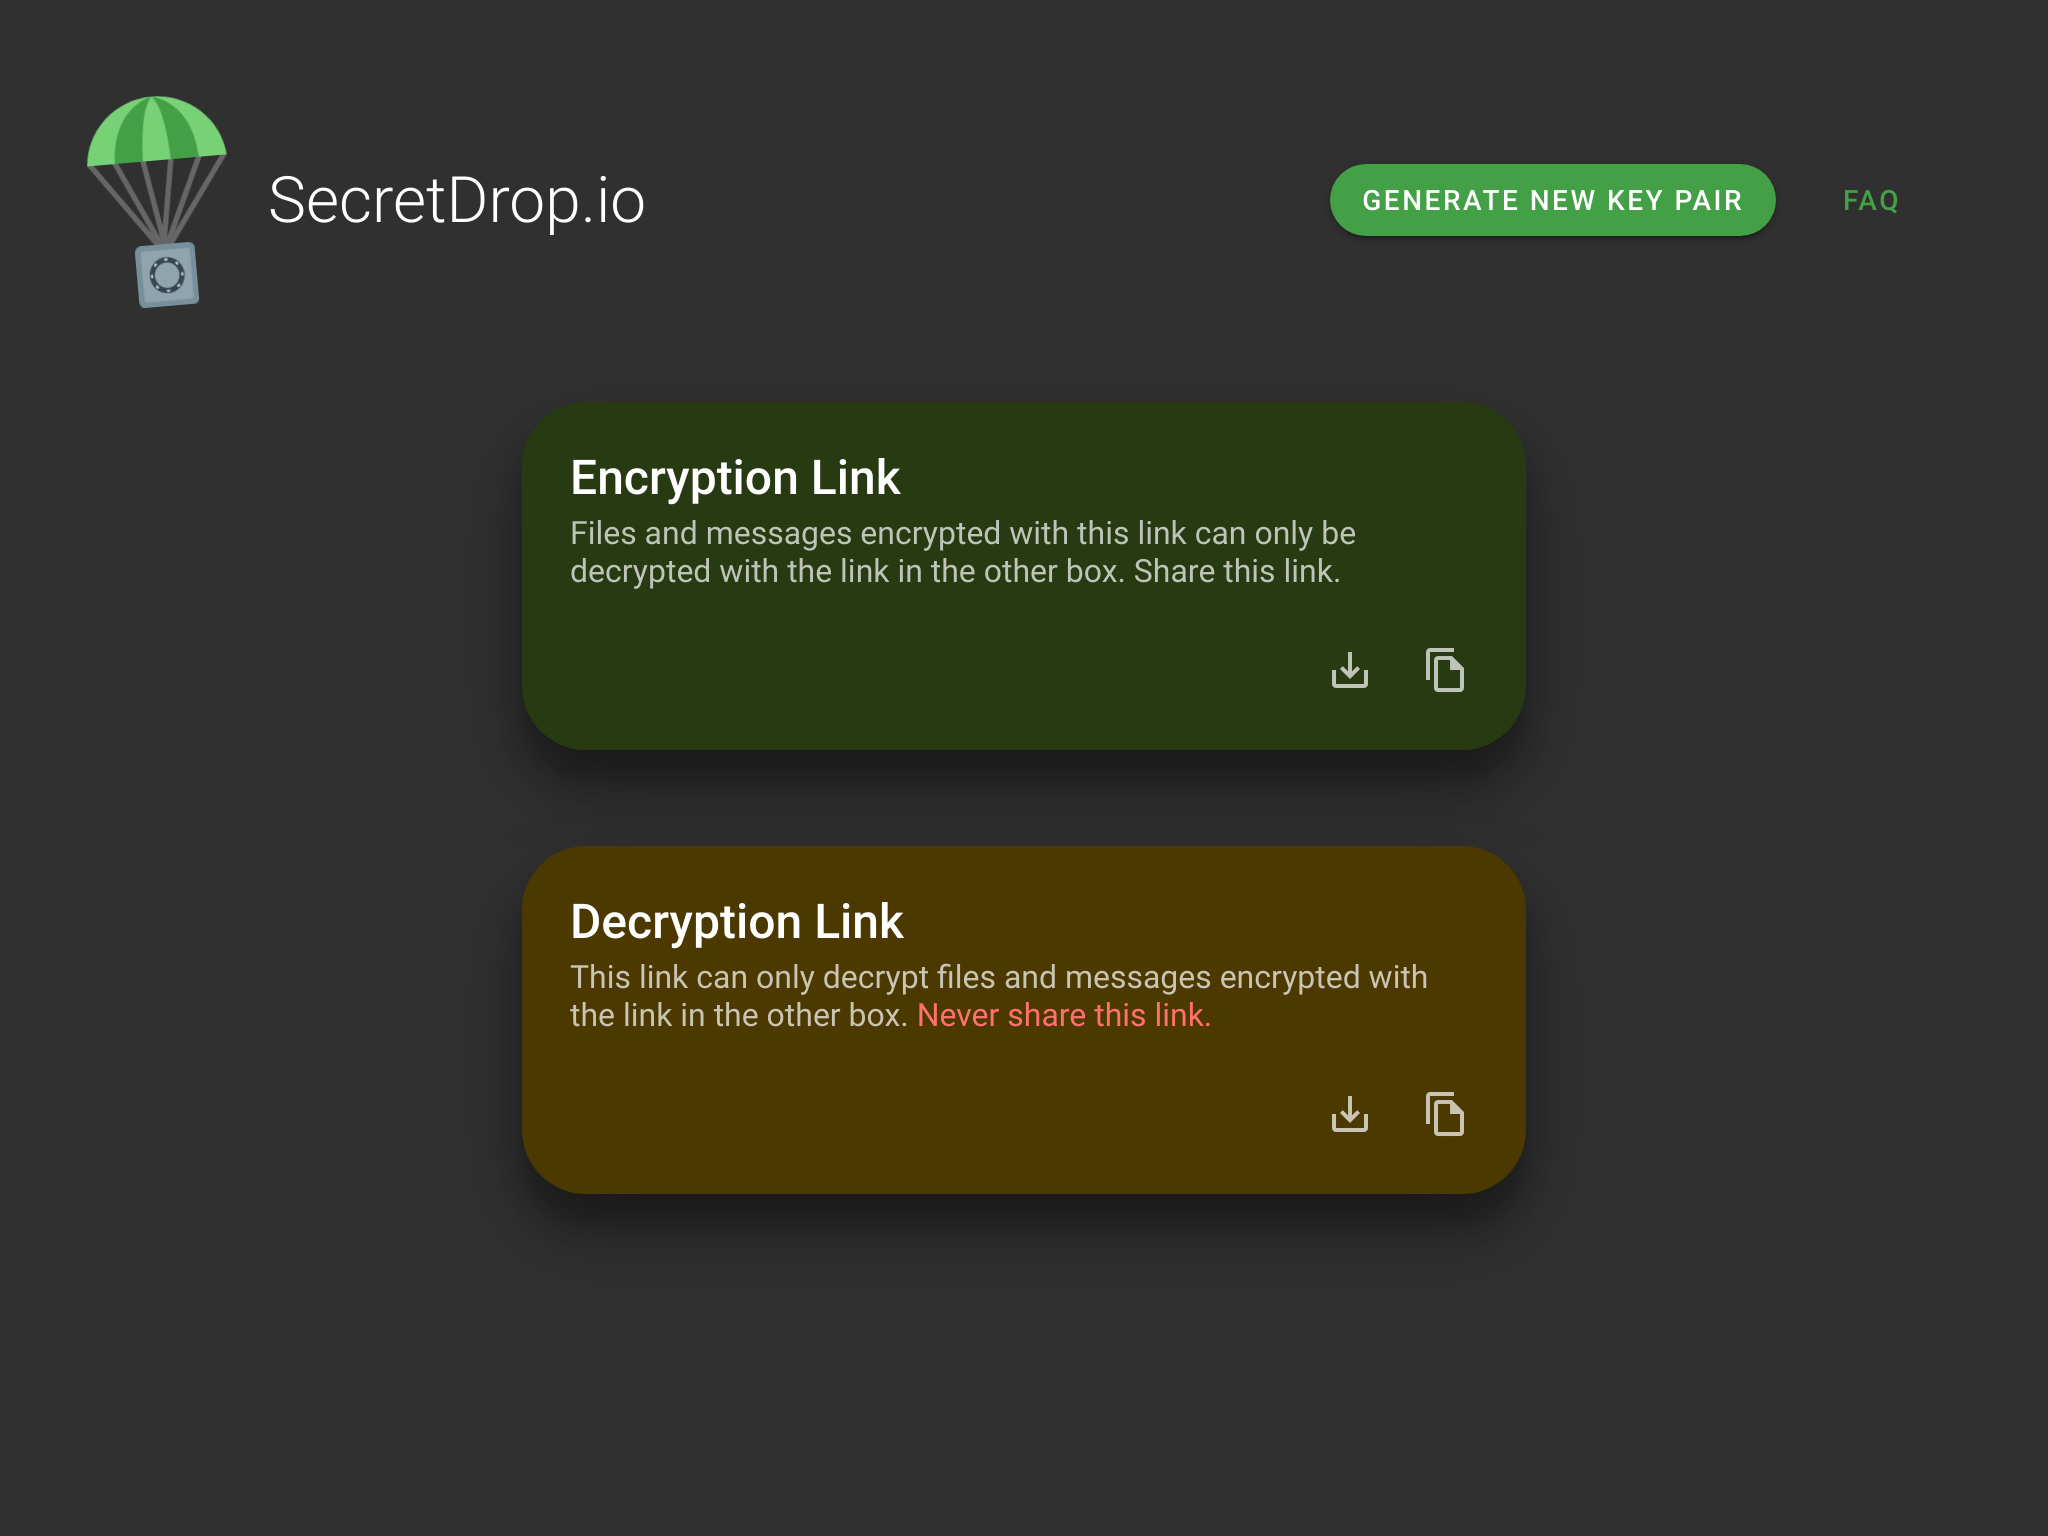 SecretDrop.io
GENERATE NEW KEY PAIR
FAQ
Encryption Link
Files and messages encrypted with this link can only be
decrypted with the link in the other box. Share this link.
Decryption Link
This link can only decrypt files and messages encrypted with
the link in the other box. Never share this link.